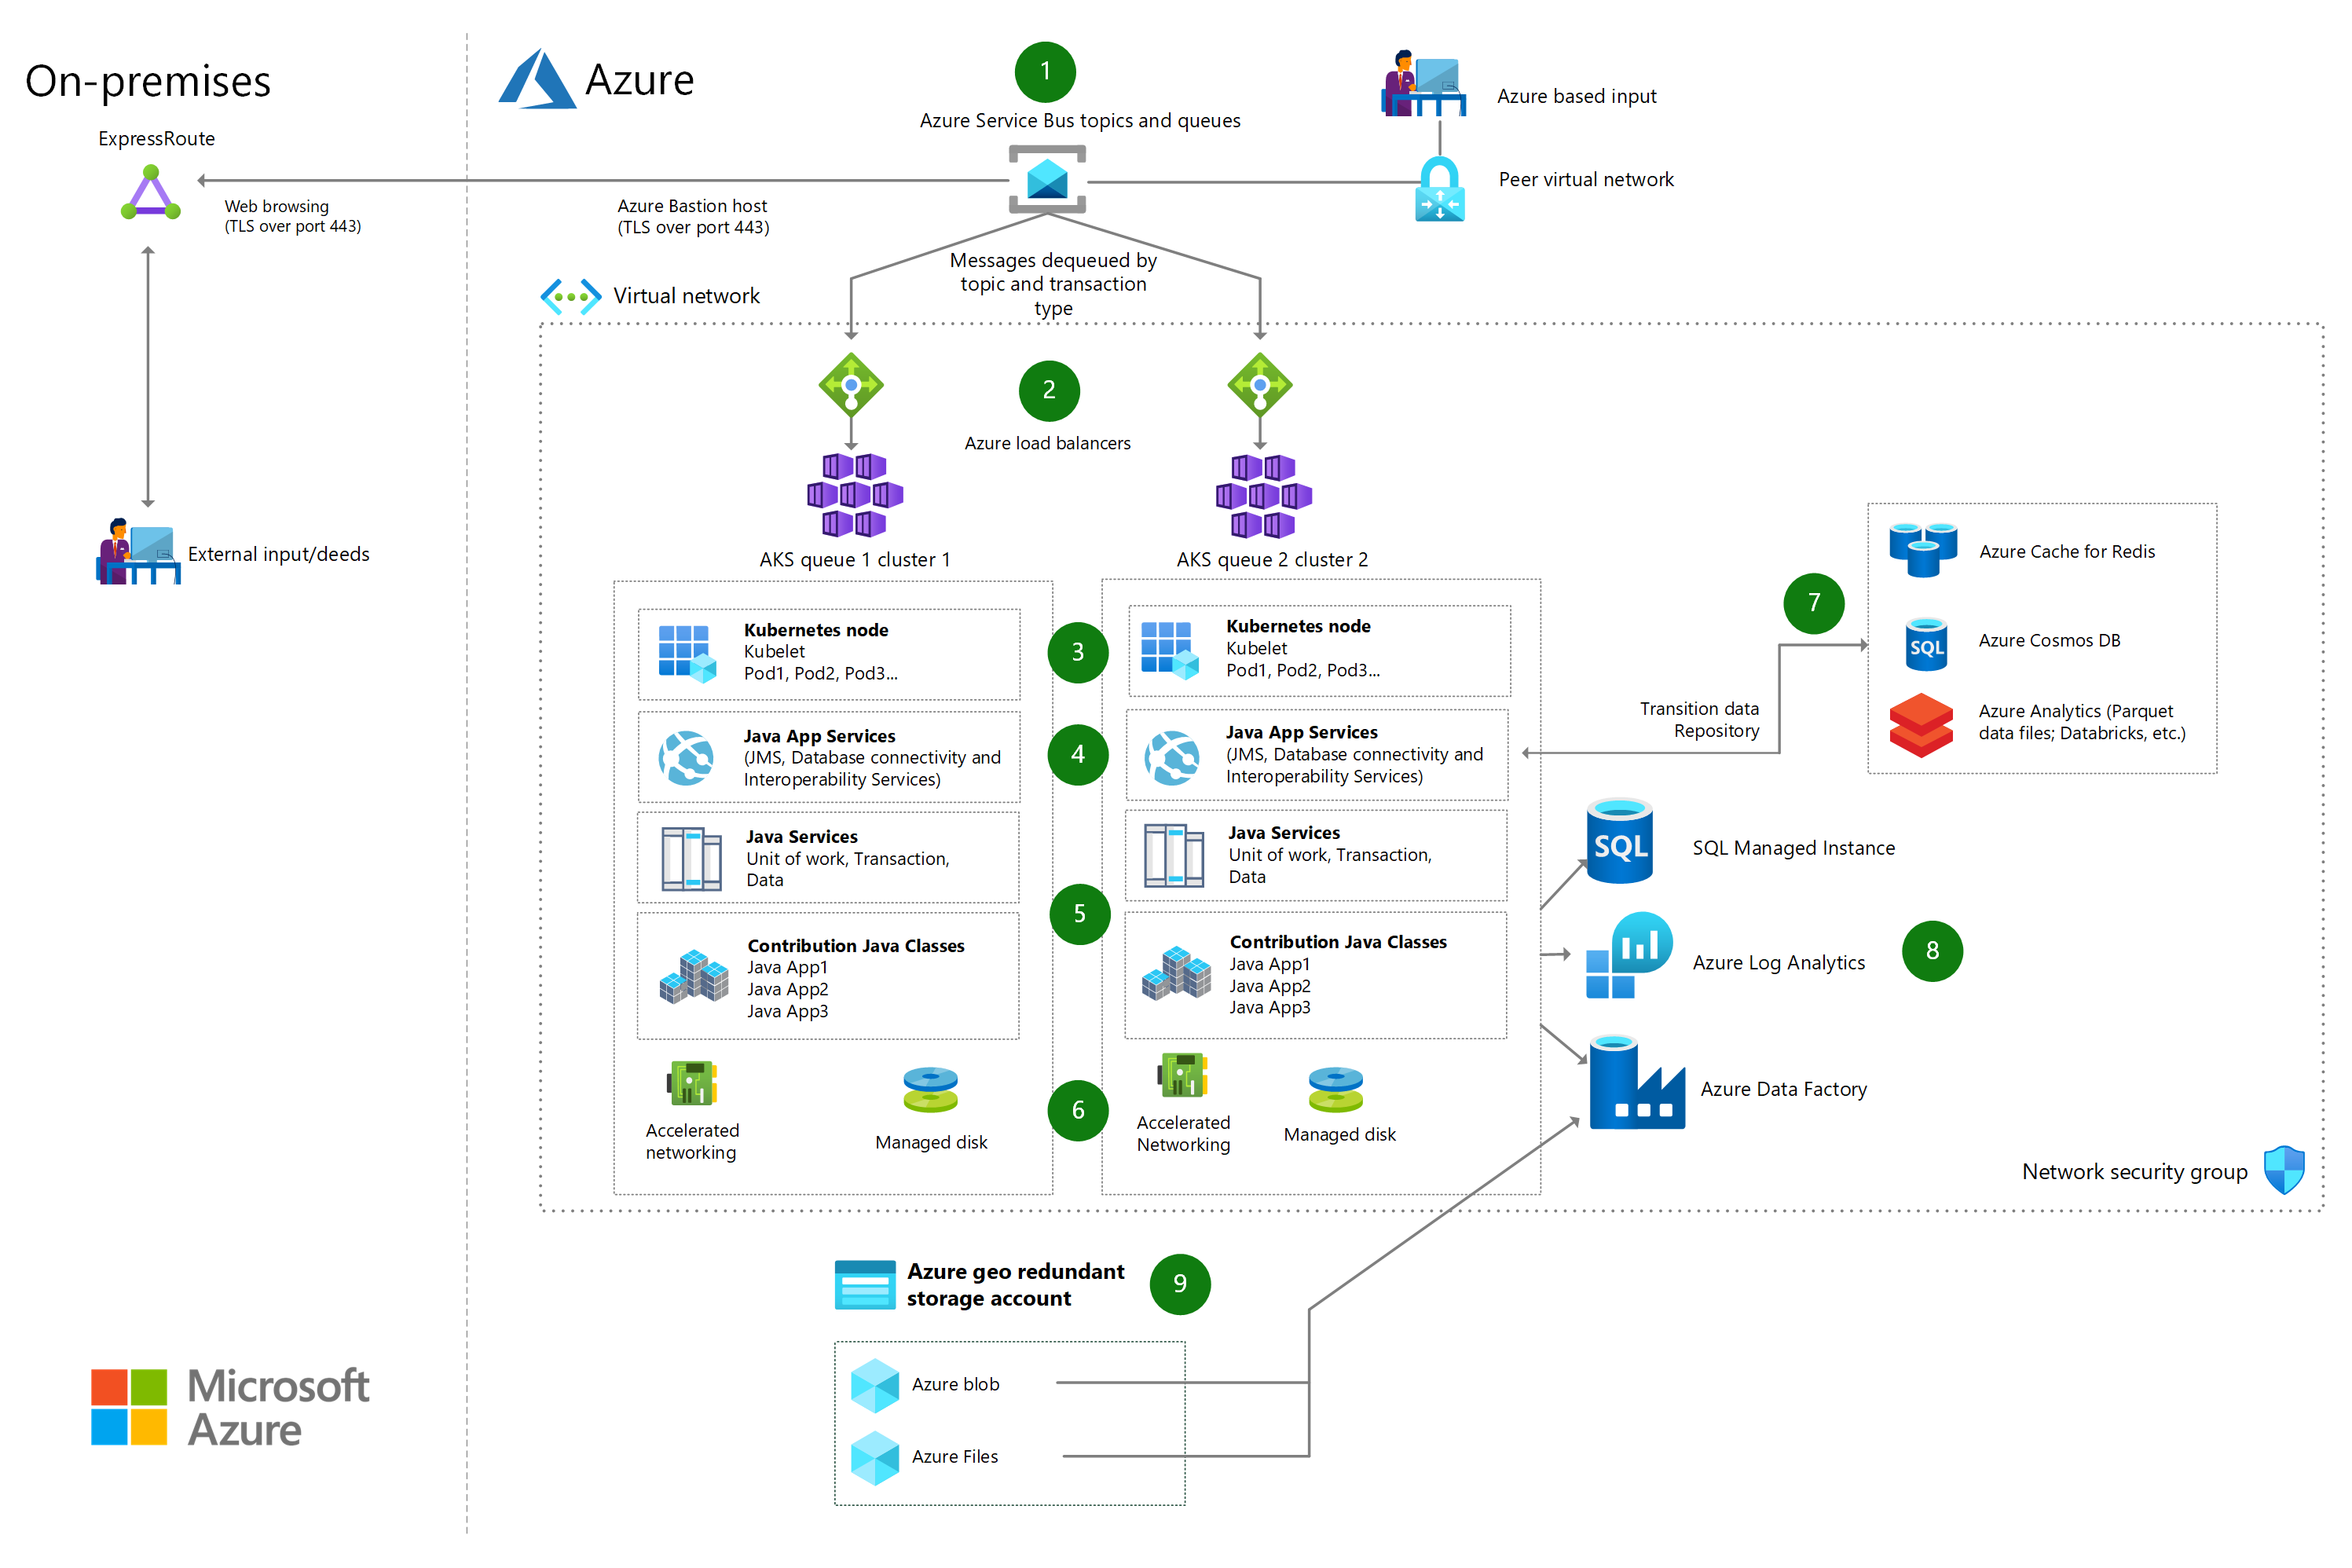 On-premises
ExpressRoute
Web browsing
(TLS over port 443)
External input/deeds
Azure
1
Azure Service Bus topics and queues
Azure based input
Peer virtual network
Azure Bastion host
(TLS over port 443)
Messages dequeued by
topic and transaction
type
Virtual network
2
Azure load balancers
AKS queue 1 cluster 1
AKS queue 2 cluster 2
Kubernetes node
Kubelet
Pod1, Pod2, Pod3...
3
Kubernetes node
Kubelet
Pod1, Pod2, Pod3...
Java App Services
(JMS, Database connectivity and
Interoperability Services)
4
Java App Services
(JMS, Database connectivity and
Interoperability Services)
Java Services
Unit of work, Transaction,
Data
Java Services
Unit of work, Transaction,
Data
5
Contribution Java Classes
Java App1
Java App2
Java App3
Contribution Java Classes
Java App1
Java App2
Java App3
Accelerated
networking
Managed disk
6
Accelerated
Networking
Managed disk
7
Transition data
Repository
Azure Cache for Redis
SQL
Azure Cosmos DB
Azure Analytics (Parquet
data files; Databricks, etc.)
SQL
SQL Managed Instance
Azure Log Analytics
8
Azure Data Factory
Network security group
Azure geo redundant
storage account
9
Azure blob
Azure Files
Microsoft
Azure